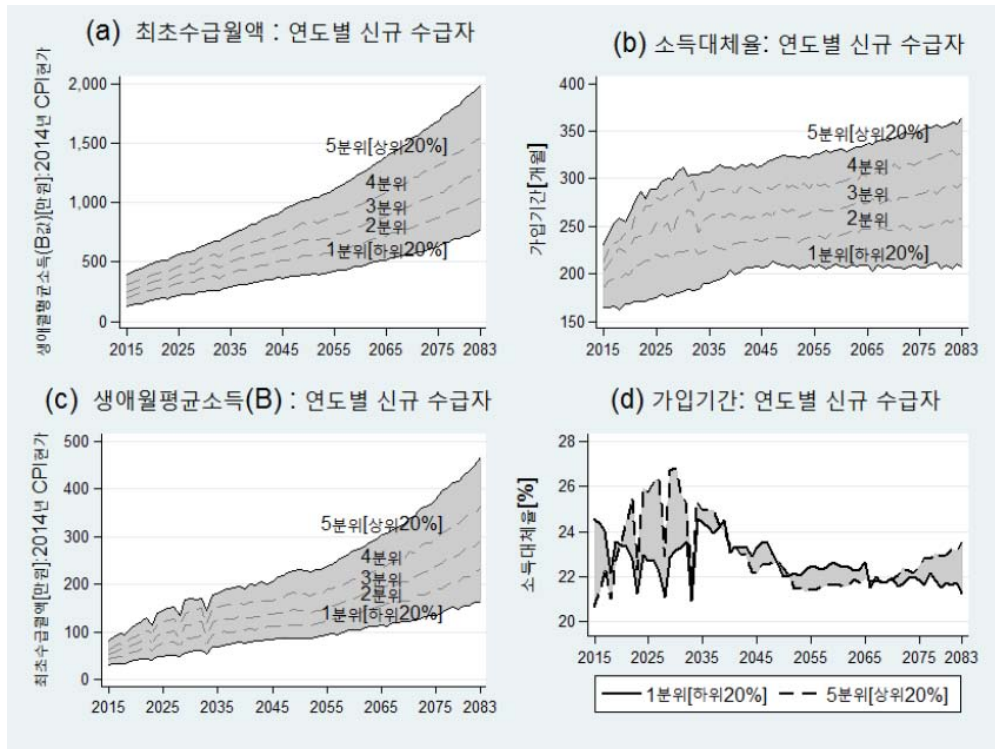 (a) 최초수급월액 : 연도별 신규 수급자
생애월평균소득(B값)[만원]:2014년 CPI현가
2,000
1,500
1,000
500
0
5분위[상위20%]
4분위
3분위
2분위
1분위[하위20%]
2015 2025 2035 2045 2055 2065 2075 2083
(b) 소득대체율: 연도별 신규 수급자
가입기간[개월]
400
350
300
250
200
150
5분위[상위20%]
4분위
3분위
2분위
1분위[하위20%]
2015 2025 2035 2045 2055 2065 2075 2083
(c) 생애월평균소득(B) : 연도별 신규 수급자
최초수급월액[만원]:2014년 CPI현가
500
400
300
200
100
0
5분위[상위20%]
4분위
3분위
2분위
1분위[하위20%]
2015 2025 2035 2045 2055 2065 2075 2083
(d) 가입기간: 연도별 신규 수급자
소득대체율[%]
28
26
24
22
20
2015 2025 2035 2045 2055 2065 2075 2083
1분위[하위20%] 5분위[상위20%]